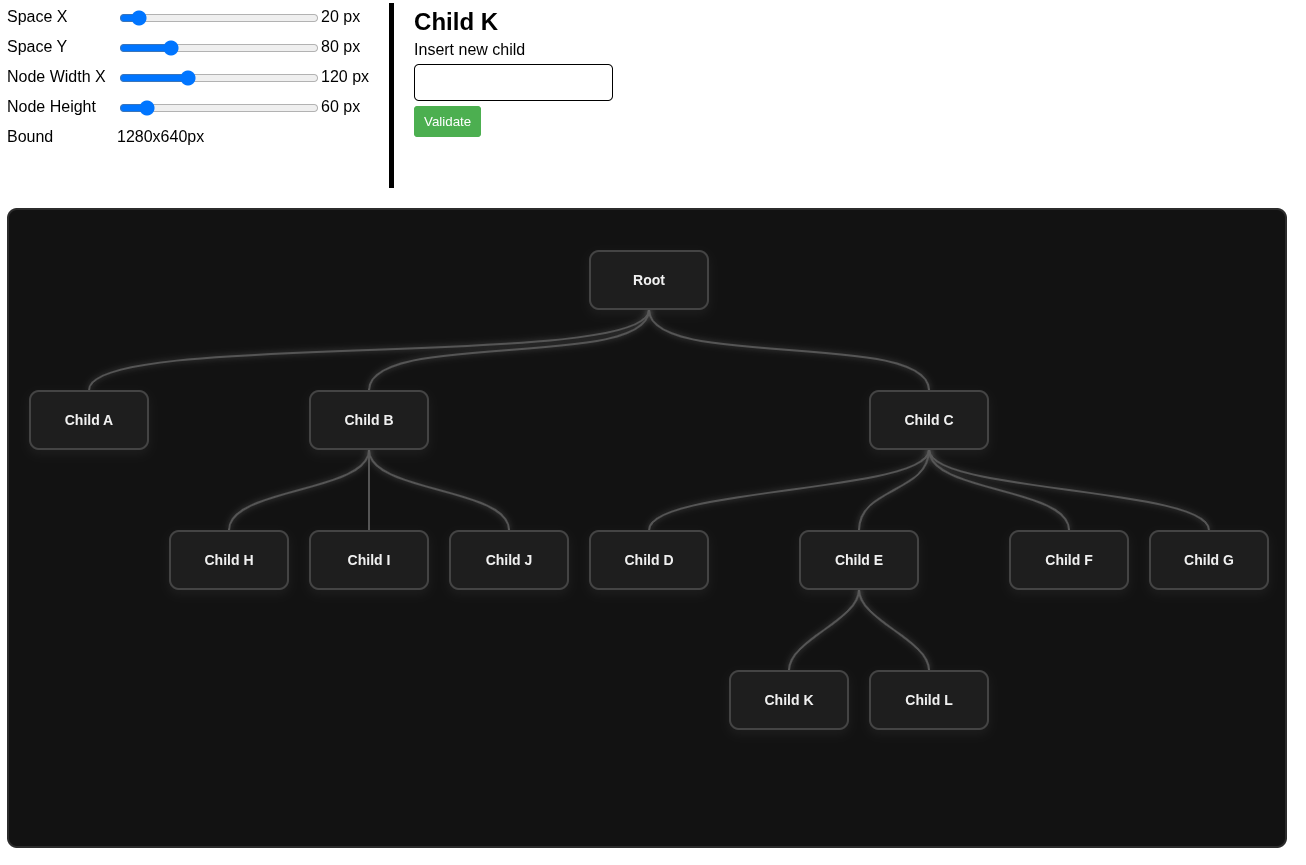 Space X 20 px
Space Y 80 px
Node Width X 120 px
Node Height 60 px
Bound 1280x640px
Child K
Insert new child
Validate
Root
Child A Child B Child C
Child H Child I Child J Child D Child E Child F Child G
Child K Child L